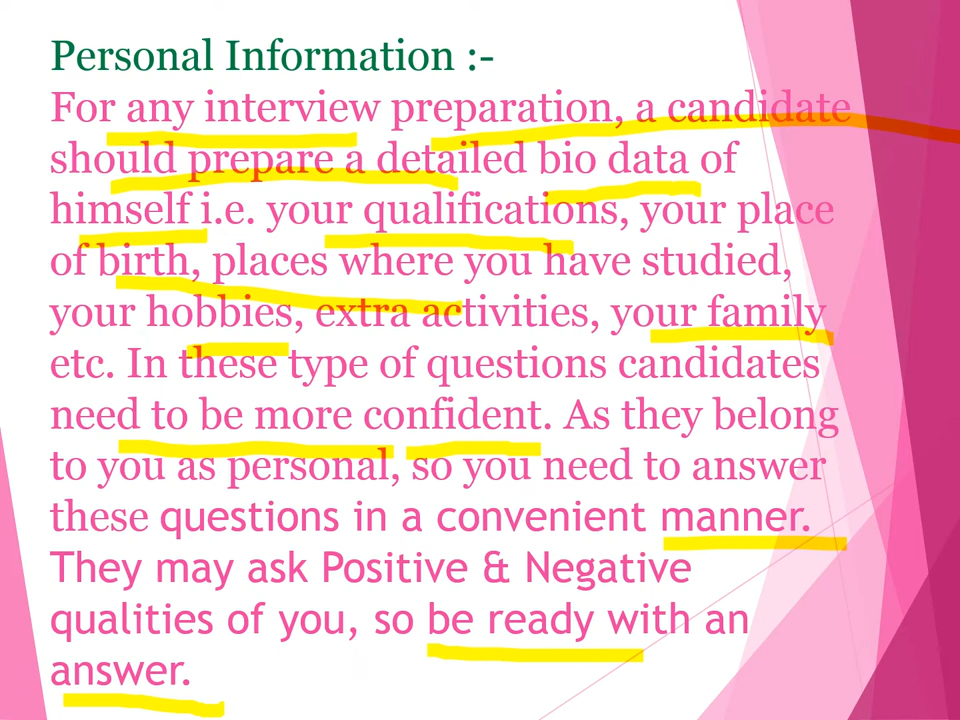 Personal Information :-
For any interview preparation, a candidate
should prepare a detailed bio data of
himself i.e. your qualifications, your place
of birth, places where you have studied,
your hobbies, extra activities, your family
etc. In these type of questions candidates
need to be more confident. As they belong
to you as personal, so you need to answer
these questions in a convenient manner.
They may ask Positive & Negative
qualities of you, so be ready with an
answer.